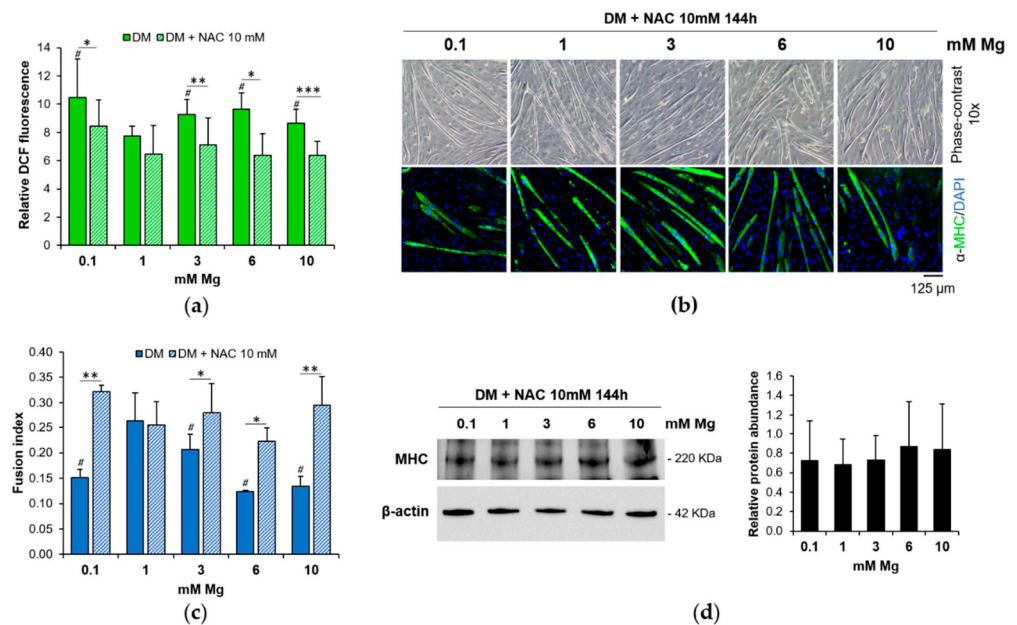 DM DM + NAC 10 mM
Relative DCF fluorescence
14
12
10
8
6
4
2
0
# * # ** # * # ***
0.1 1 3 6 10
mM Mg
(a)
DM + NAC 10mM 144h
0.1 1 3 6 10 mM Mg
Phase-contrast
10x
α-MHC/DAPI
125 μm
(b)
DM DM + NAC 10 mM
Fusion index
0.40
0.35
0.30
0.25
0.20
0.15
0.10
0.05
0.00
# ** # * # * # **
0.1 1 3 6 10
mM Mg
(c)
DM + NAC 10mM 144h
0.1 1 3 6 10 mM Mg
MHC - 220 KDa
β-actin - 42 KDa
Relative protein abundance
1.6
1.4
1.2
1.0
0.8
0.6
0.4
0.2
0.0
0.1 1 3 6 10
mM Mg
(d)